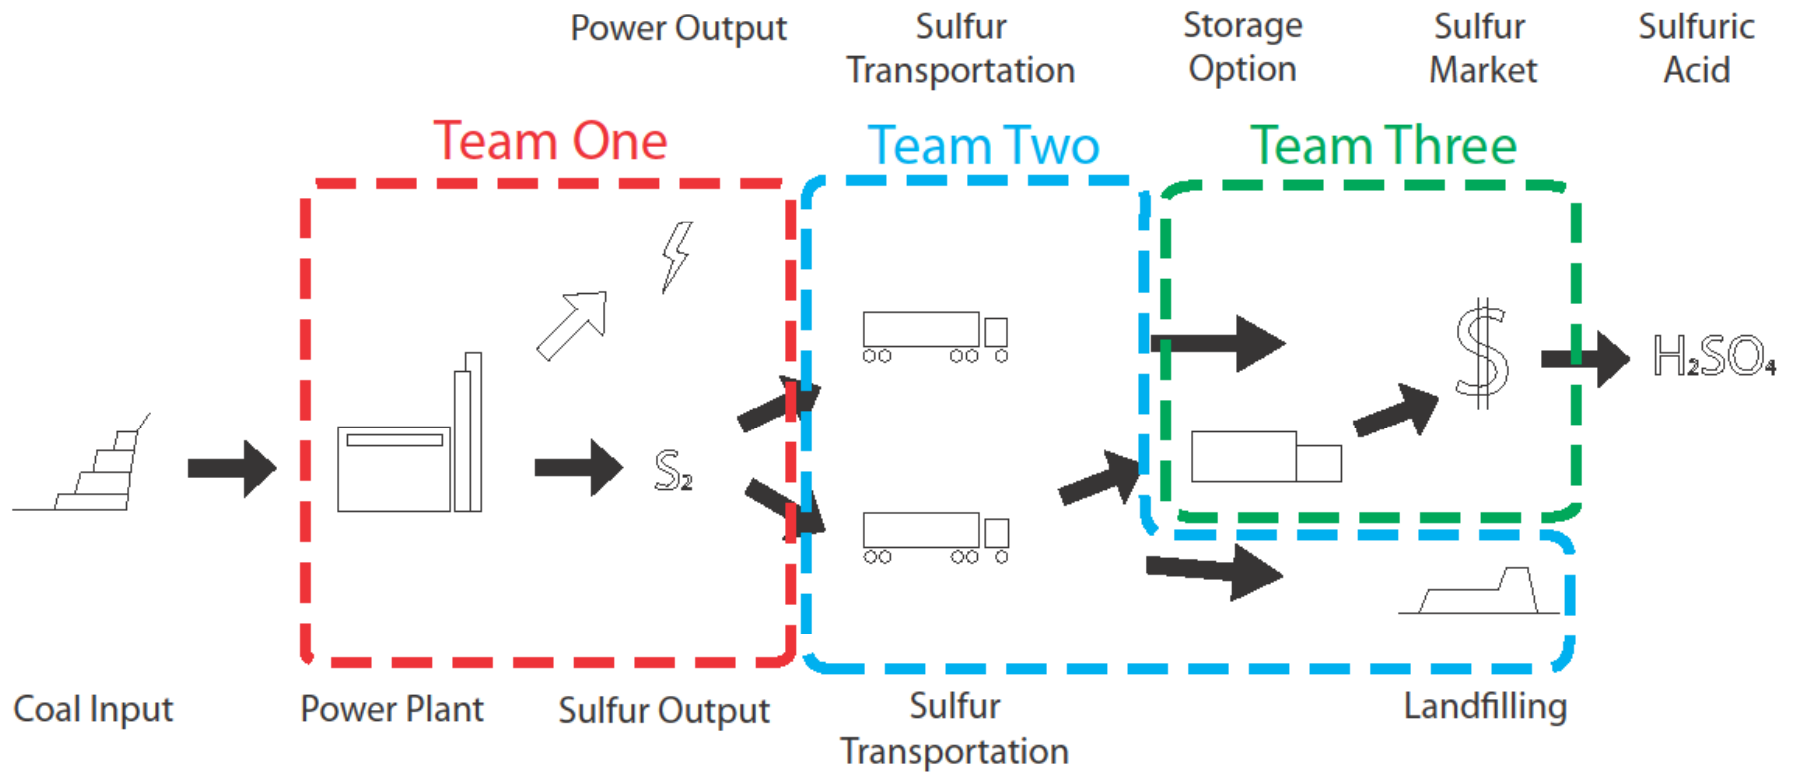 Power Output
Sulfur
Transportation
Storage
Option
Sulfur
Market
Sulfuric
Acid
Team One
Team Two
Team Three
S₂
$
H₂SO₄
Coal Input
Power Plant
Sulfur Output
Sulfur
Transportation
Landfilling